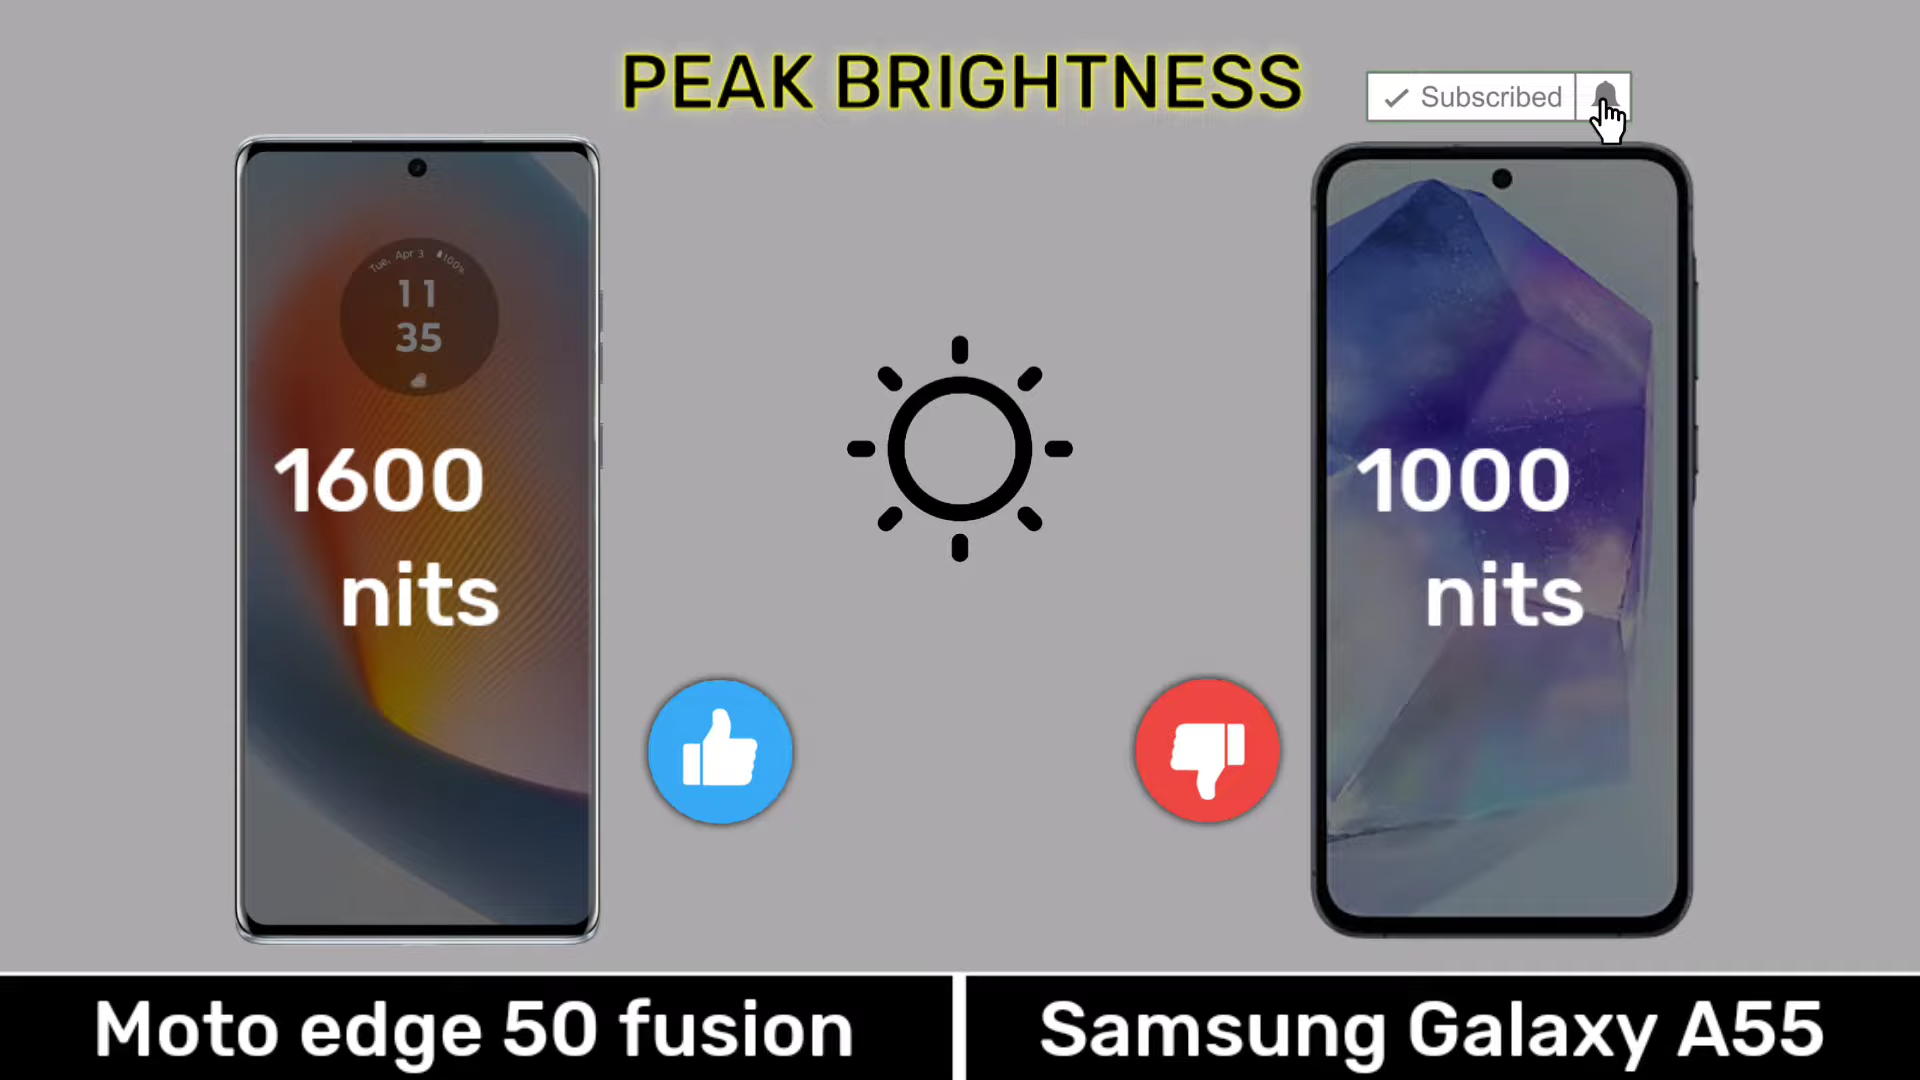 PEAK BRIGHTNESS
Subscribed
Tue, Apr 3 100%
11
35
1600
nits
1000
nits
Moto edge 50 fusion
Samsung Galaxy A55